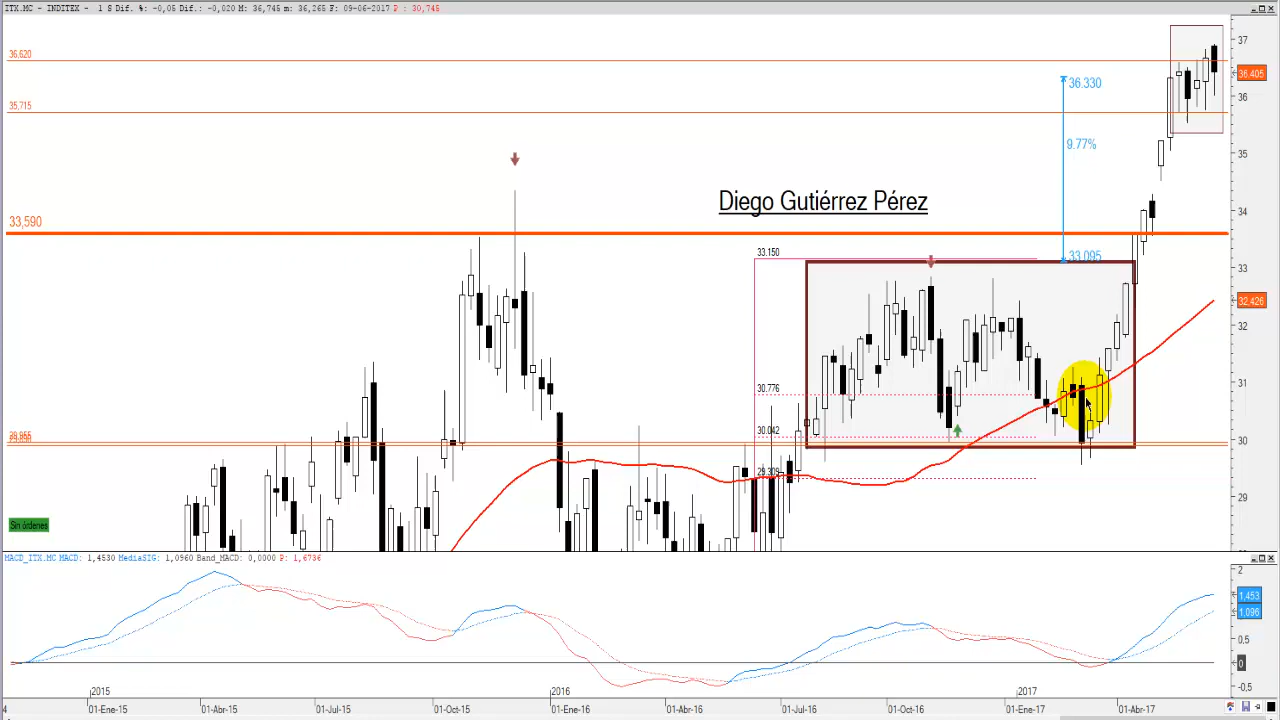 ITX.MC - INDITEX - 1 S Dif. %: -0,05 Dif.: -0,020 M: 36,745 m: 36,265 F: 09-06-2017 P : 30,745
37
36,620
36,405
36.330
36
35,715
9.77%
35
Diego Gutiérrez Pérez
34
33,590
33.150
33.095
33
32,426
32
31
30.776
30.042
30
29.309
29
Sin órdenes
MACD_ITX.MC MACD: 1,4530 MediaSIG: 1,0960 Band_MACD: 0,0000 P: 1,6736
2
1,453
1,096
0,5
0
-0,5
2015
2016
2017
4
01-Ene-15
01-Abr-15
01-Jul-15
01-Oct-15
01-Ene-16
01-Abr-16
01-Jul-16
01-Oct-16
01-Ene-17
01-Abr-17